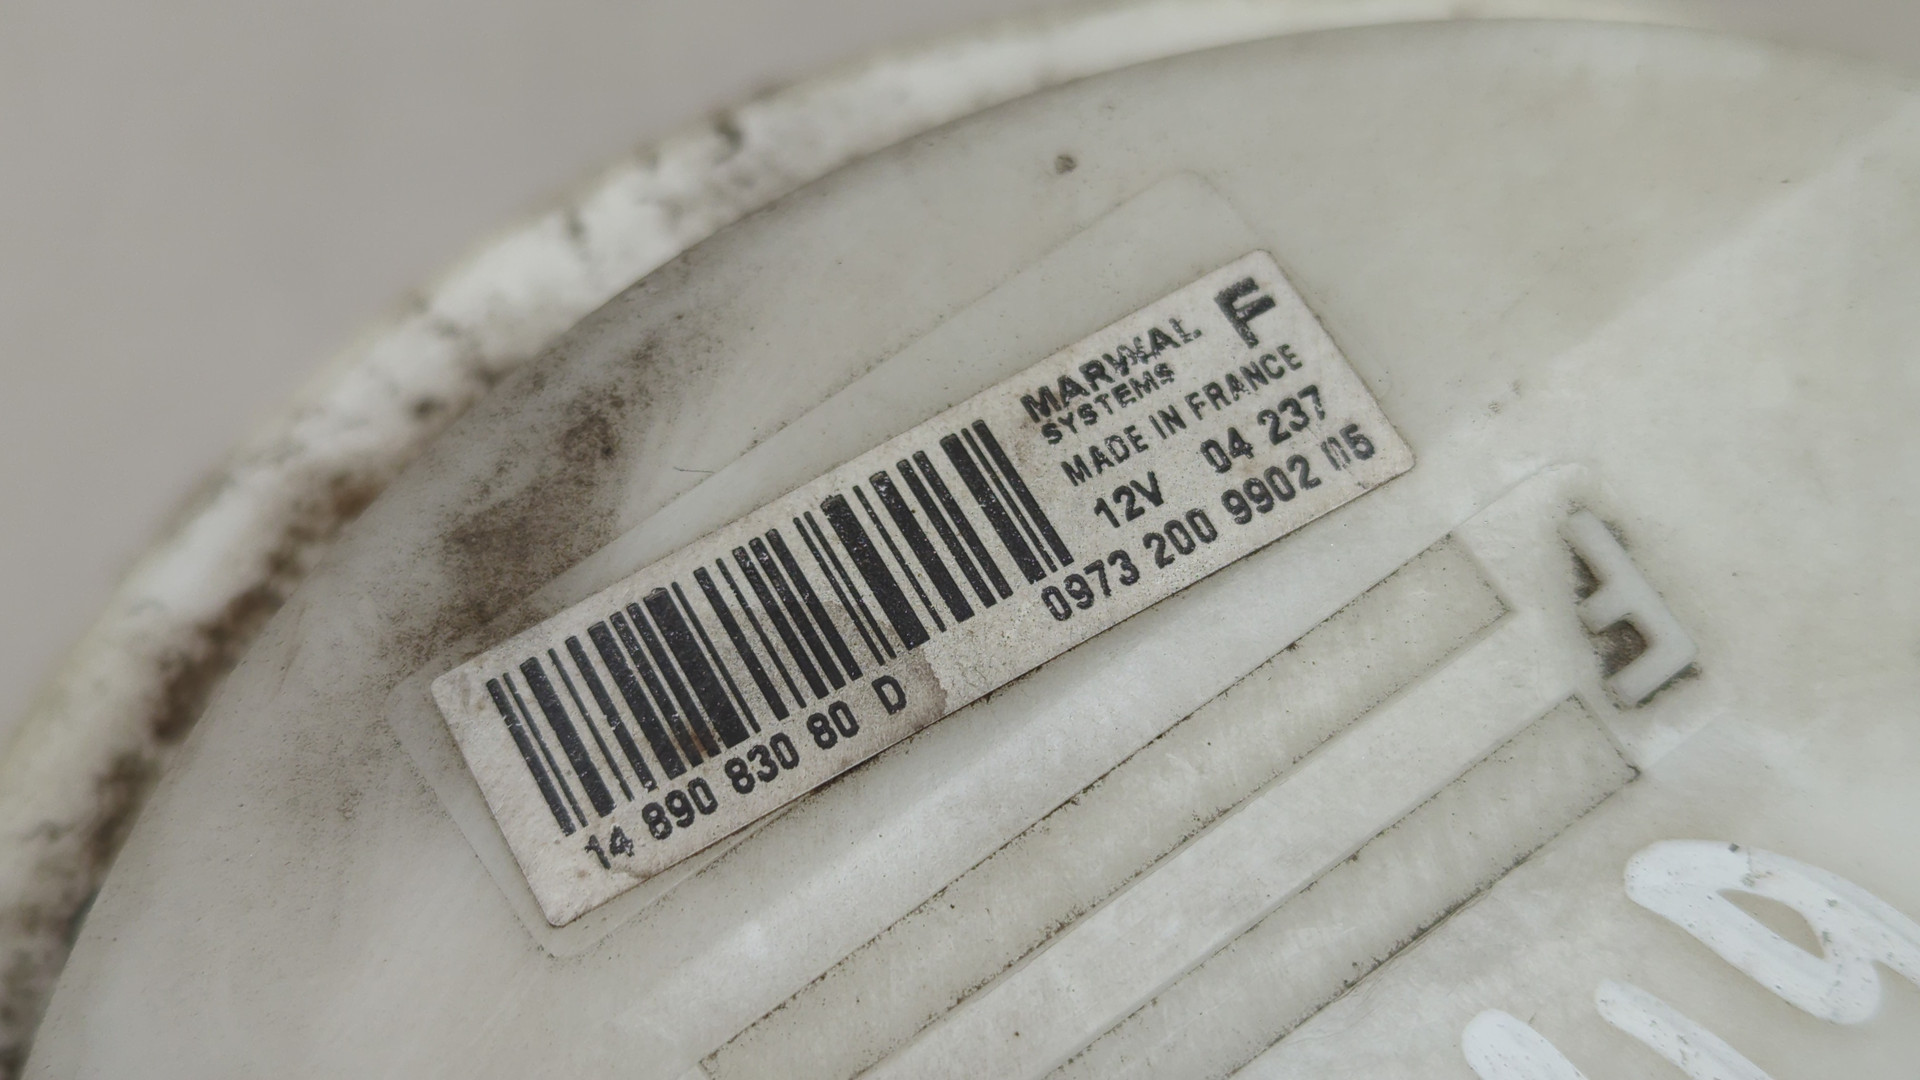 MARWAL F
SYSTEMS
MADE IN FRANCE
12V 04 237
0973 200 9902 05
14 890 830 80 D
F